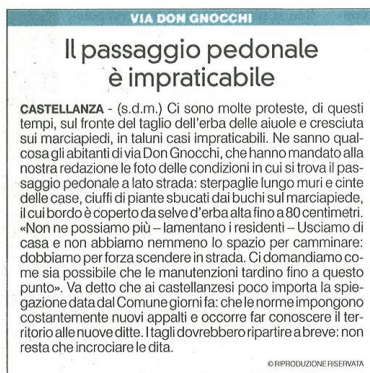 VIA DON GNOCCHI
Il passaggio pedonale
è impraticabile
CASTELLANZA - (s.d.m.) Ci sono molte proteste, di questi
tempi, sul fronte del taglio dell'erba delle aiuole e cresciuta
sui marciapiedi, in taluni casi impraticabili. Ne sanno qual-
cosa gli abitanti di via Don Gnocchi, che hanno mandato alla
nostra redazione le foto delle condizioni in cui si trova il pas-
saggio pedonale a lato strada: sterpaglie lungo muri e cinte
delle case, ciuffi di piante sbucati dai buchi sul marciapiede,
il cui bordo è coperto da selve d'erba alta fino a 80 centimetri.
«Non ne possiamo più – lamentano i residenti – Usciamo di
casa e non abbiamo nemmeno lo spazio per camminare:
dobbiamo per forza scendere in strada. Ci domandiamo co-
me sia possibile che le manutenzioni tardino fino a questo
punto». Va detto che ai castellanzesi poco importa la spie-
gazione data dal Comune giorni fa: che le norme impongono
costantemente nuovi appalti e occorre far conoscere il ter-
ritorio alle nuove ditte. I tagli dovrebbero ripartire a breve: non
resta che incrociare le dita.
© RIPRODUZIONE RISERVATA